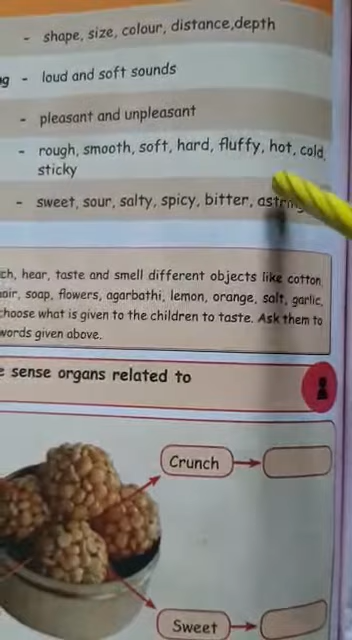 - shape, size, colour, distance,depth
- loud and soft sounds
- pleasant and unpleasant
- rough, smooth, soft, hard, fluffy, hot, cold,
sticky
- sweet, sour, salty, spicy, bitter,
hear, taste and smell different objects like cotton,
soap, flowers, agarbathi, lemon, orange, salt, garlic,
choose what is given to the children to taste. Ask them to
words given above.
sense organs related to
Crunch
Sweet